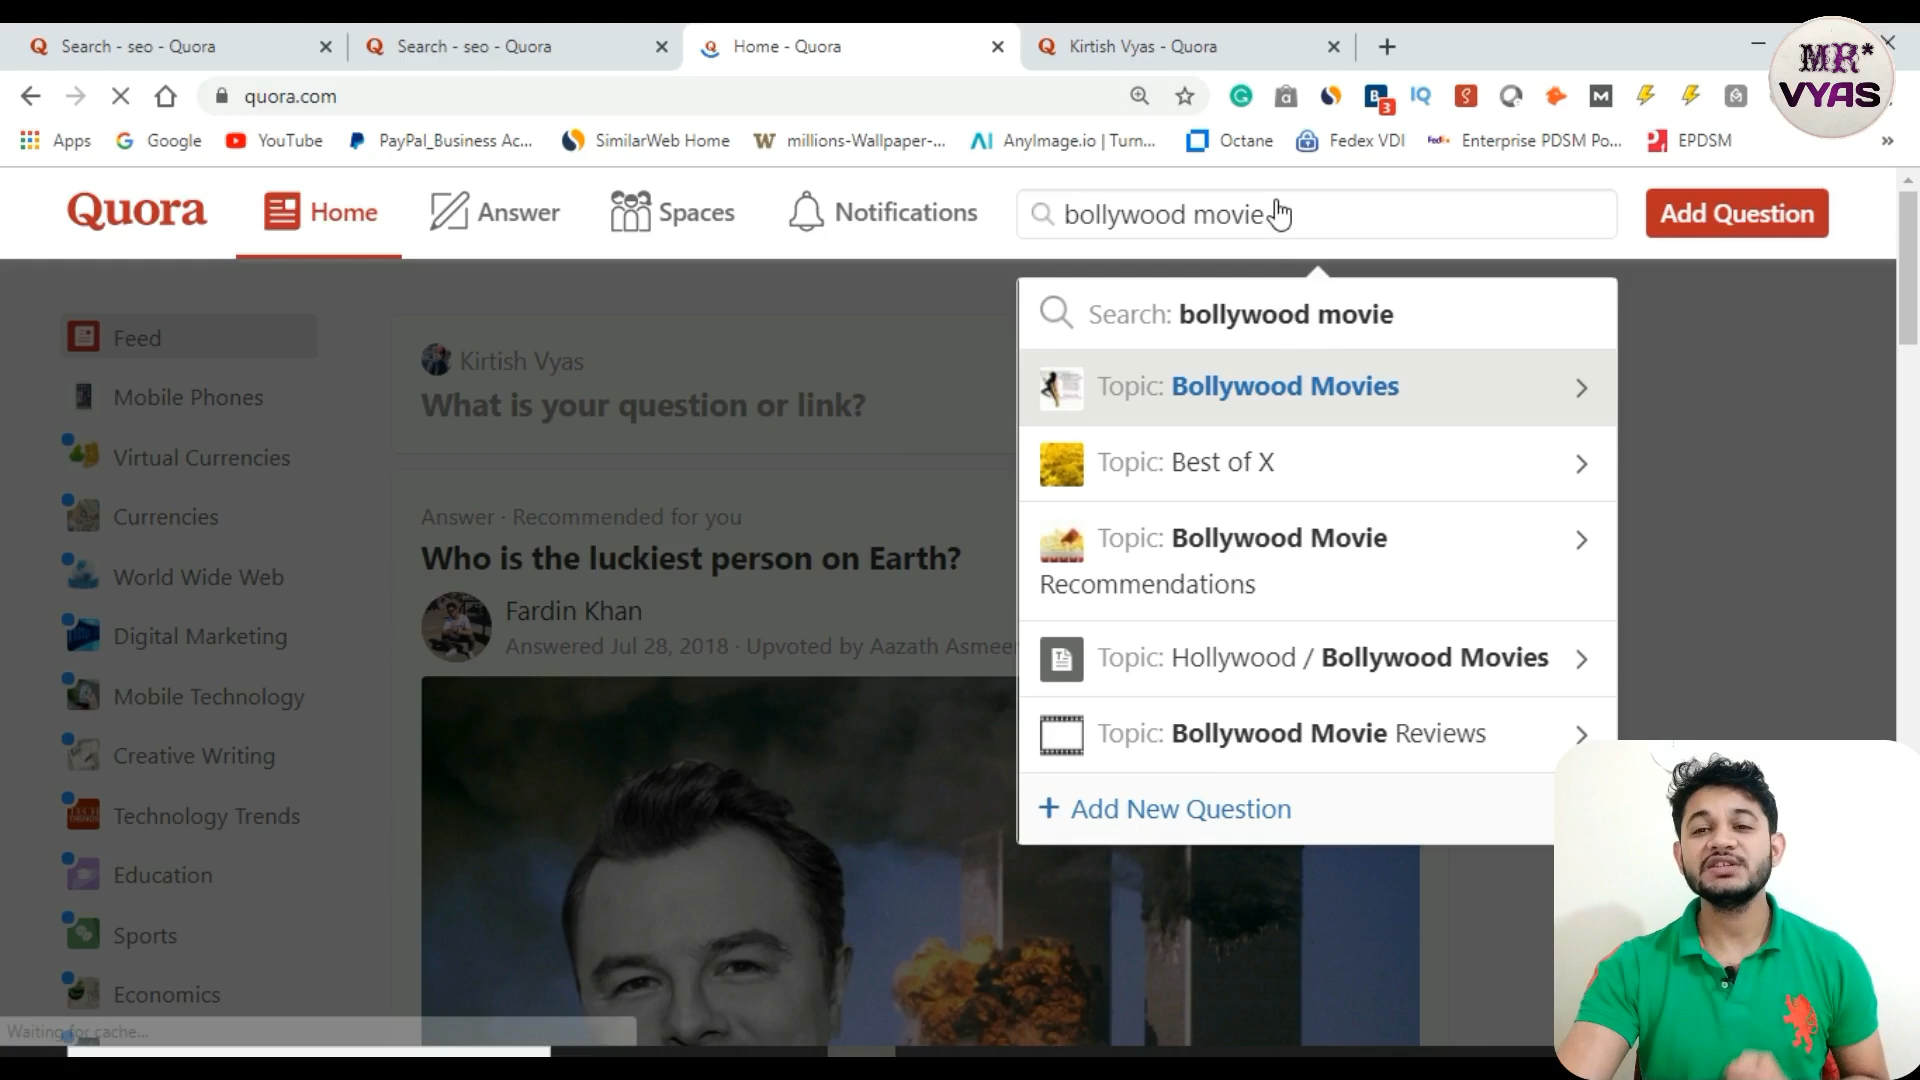 Search - seo - Quora
Search - seo - Quora
Home - Quora
Kirtish Vyas - Quora
MR*
VYAS
quora.com
3
Apps
Google
YouTube
PayPal_Business Ac...
SimilarWeb Home
millions-Wallpaper-...
AnyImage.io | Turn...
Octane
Fedex VDI
Enterprise PDSM Po...
EPDSM
Quora
Home
Answer
Spaces
Notifications
bollywood movie
Add Question
Search: bollywood movie
Topic: Bollywood Movies
Topic: Best of X
Topic: Bollywood Movie
Recommendations
Topic: Hollywood / Bollywood Movies
Topic: Bollywood Movie Reviews
+ Add New Question
Feed
Mobile Phones
Virtual Currencies
Currencies
World Wide Web
Digital Marketing
Mobile Technology
Creative Writing
Technology Trends
Education
Sports
Economics
Kirtish Vyas
What is your question or link?
Answer · Recommended for you
Who is the luckiest person on Earth?
Fardin Khan
Answered Jul 28, 2018 · Upvoted by Aazath Asmee
Waiting for cache...